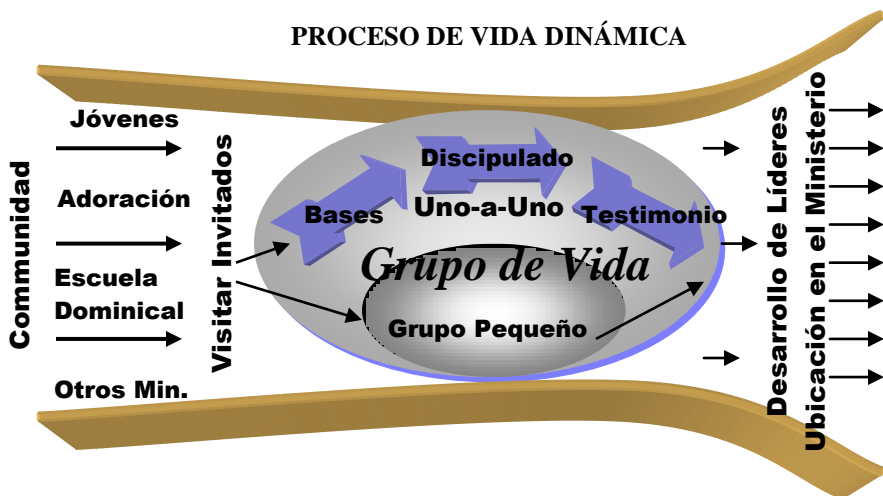 PROCESO DE VIDA DINÁMICA
Communidad
Jóvenes
Adoración
Escuela
Dominical
Otros Min.
Visitar Invitados
Bases
Discipulado
Uno-a-Uno
Testimonio
Grupo de Vida
Grupo Pequeño
Desarrollo de Líderes
Ubicación en el Ministerio